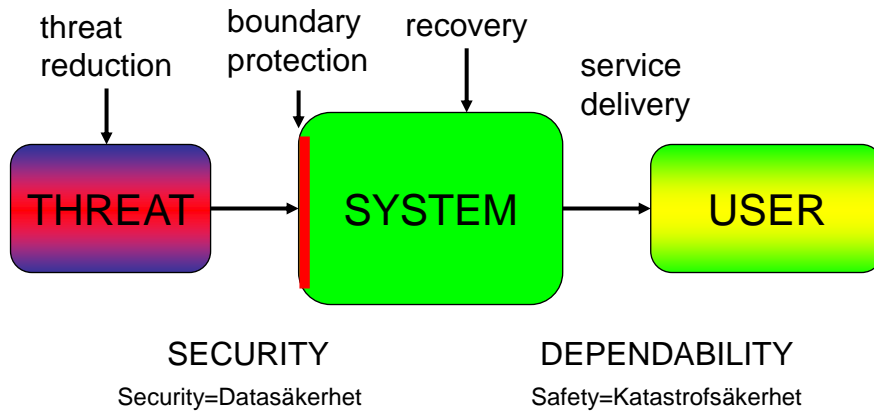 threat
reduction
boundary
protection
recovery
service
delivery
THREAT
SYSTEM
USER
SECURITY
DEPENDABILITY
Security=Datasäkerhet
Safety=Katastrofsäkerhet